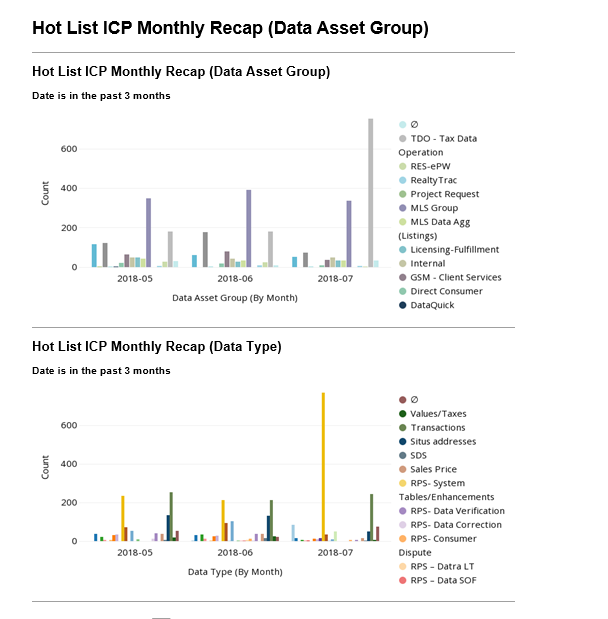 Hot List ICP Monthly Recap (Data Asset Group)
Hot List ICP Monthly Recap (Data Asset Group)
Date is in the past 3 months
Count
600
400
200
0
2018-05
2018-06
2018-07
Data Asset Group (By Month)
Ø
TDO - Tax Data
Operation
RES-ePW
RealtyTrac
Project Request
MLS Group
MLS Data Agg
(Listings)
Licensing-Fulfillment
Internal
GSM - Client Services
Direct Consumer
DataQuick
Hot List ICP Monthly Recap (Data Type)
Date is in the past 3 months
Count
600
400
200
0
2018-05
2018-06
2018-07
Data Type (By Month)
Ø
Values/Taxes
Transactions
Situs addresses
SDS
Sales Price
RPS- System
Tables/Enhancements
RPS- Data Verification
RPS- Data Correction
RPS- Consumer
Dispute
RPS – Datra LT
RPS – Data SOF